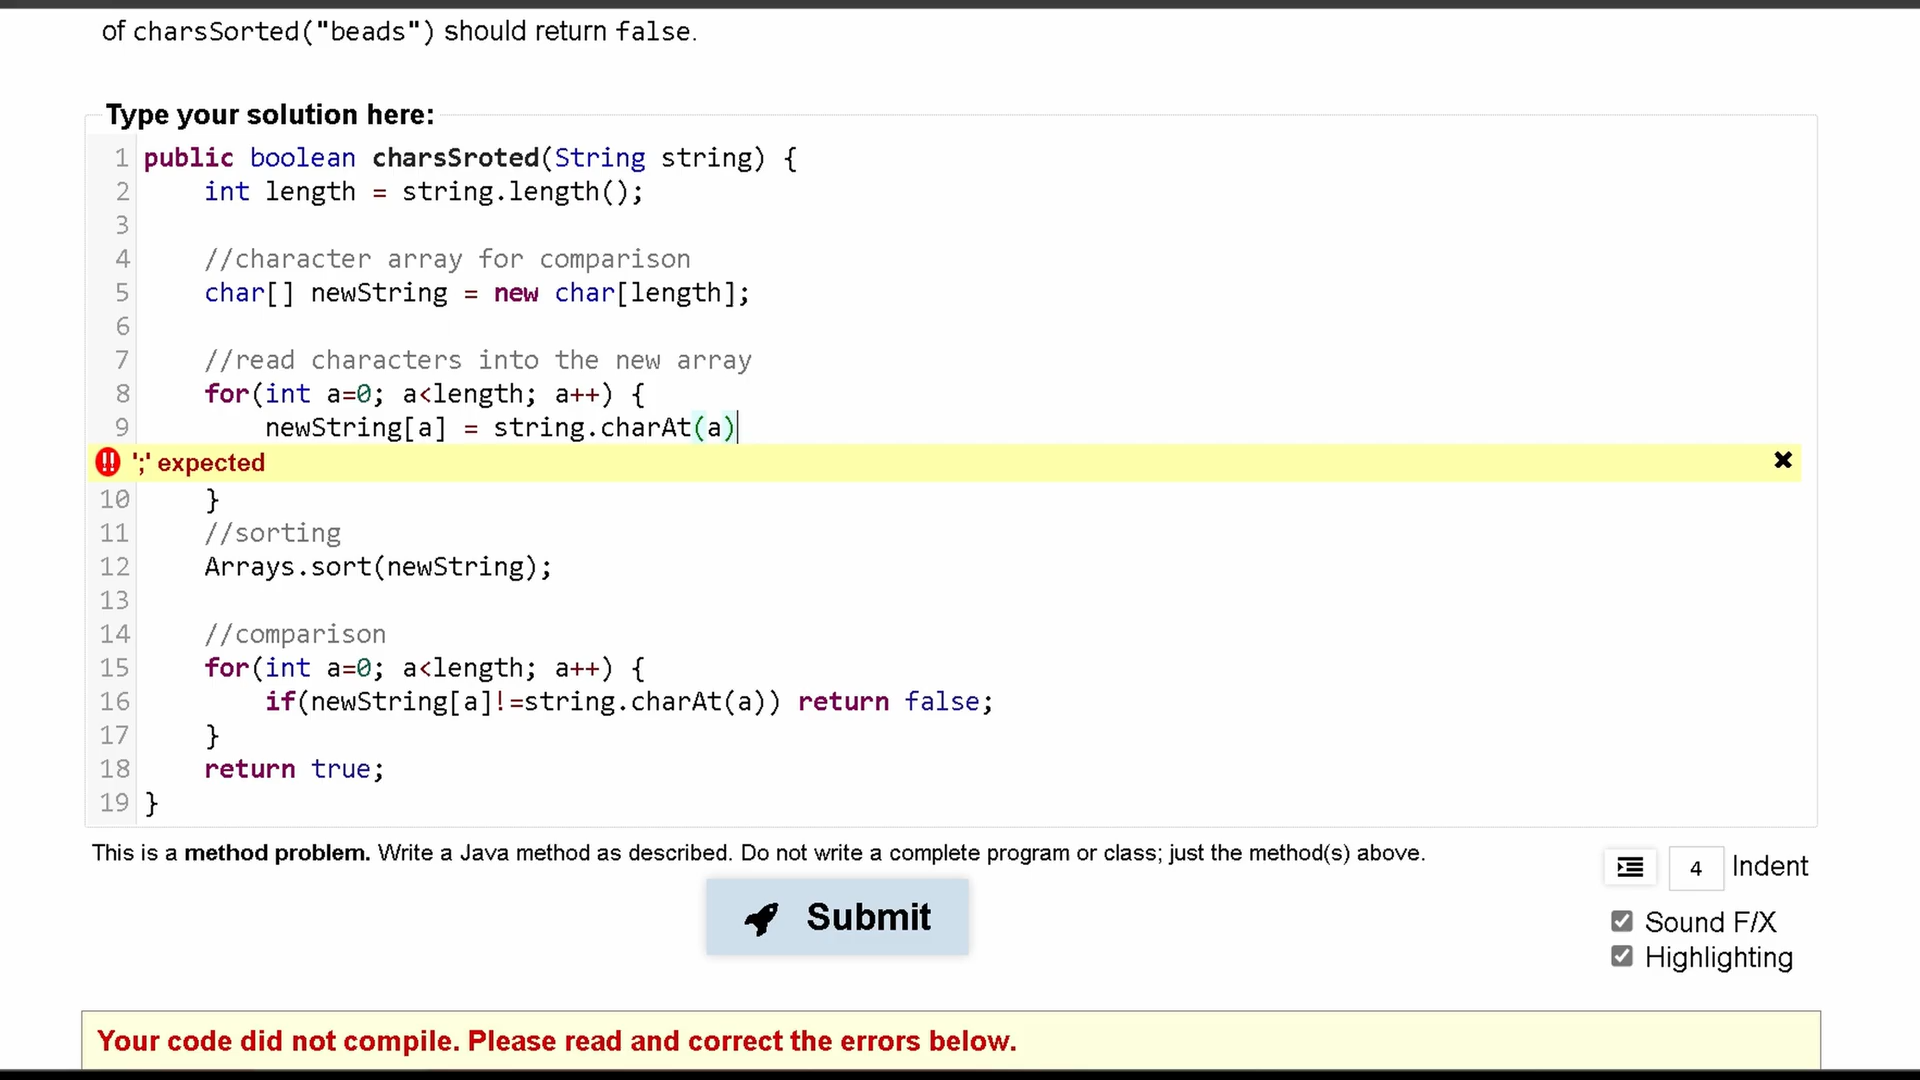 of charsSorted("beads") should return false.
Type your solution here:
1 public boolean charsSroted(String string) {
2     int length = string.length();
3
4     //character array for comparison
5     char[] newString = new char[length];
6
7     //read characters into the new array
8     for(int a=0; a<length; a++) {
9         newString[a] = string.charAt(a)
';' expected
10     }
11     //sorting
12     Arrays.sort(newString);
13
14     //comparison
15     for(int a=0; a<length; a++) {
16         if(newString[a]!=string.charAt(a)) return false;
17     }
18     return true;
19 }
This is a method problem. Write a Java method as described. Do not write a complete program or class; just the method(s) above.
4 Indent
Submit
Sound F/X
Highlighting
Your code did not compile. Please read and correct the errors below.